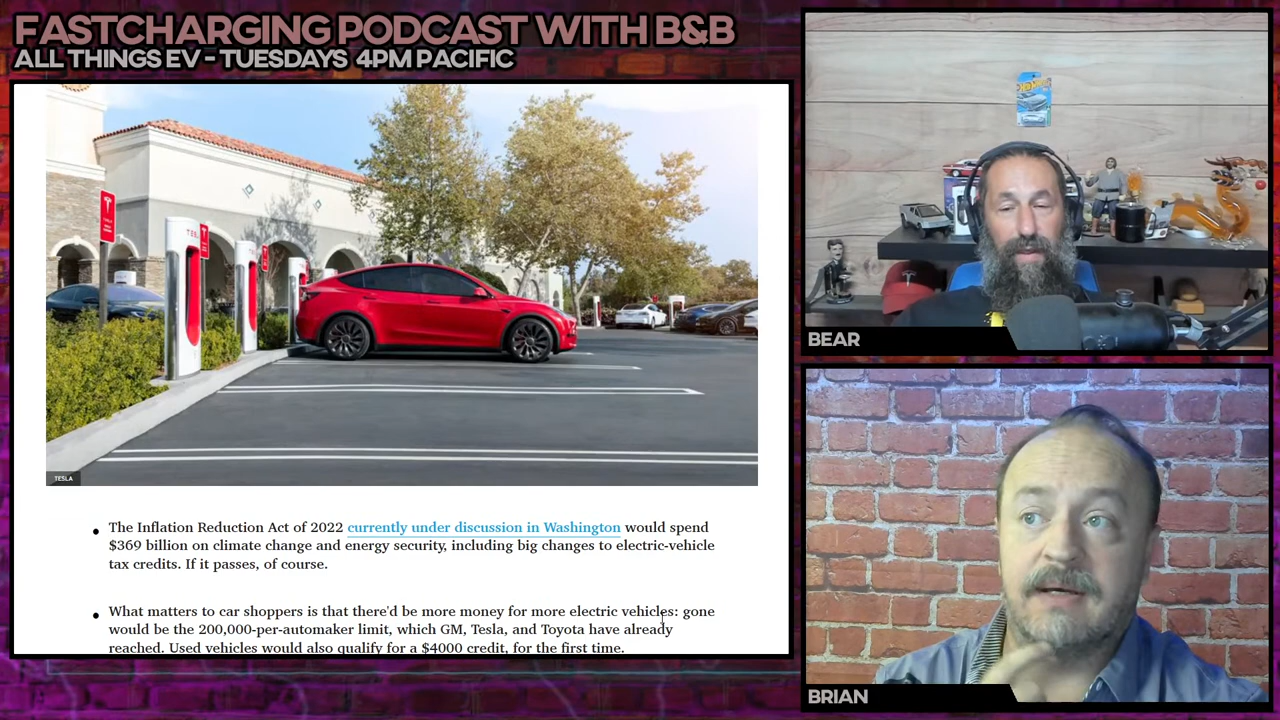 FASTCHARGING PODCAST WITH B&B
ALL THINGS EV - TUESDAYS 4PM PACIFIC
TESLA
The Inflation Reduction Act of 2022 currently under discussion in Washington would spend
$369 billion on climate change and energy security, including big changes to electric-vehicle
tax credits. If it passes, of course.
What matters to car shoppers is that there'd be more money for more electric vehicles: gone
would be the 200,000-per-automaker limit, which GM, Tesla, and Toyota have already
reached. Used vehicles would also qualify for a $4000 credit, for the first time.
Hot Wheels
BEAR
BRIAN